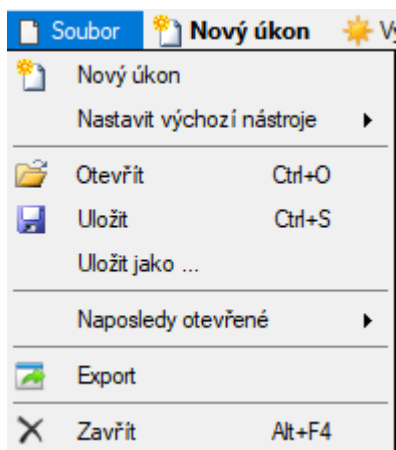 Soubor Nový úkon
Nový úkon
Nastavit výchozí nástroje
Otevřít Ctrl+O
Uložit Ctrl+S
Uložit jako ...
Naposledy otevřené
Export
Zavřít Alt+F4